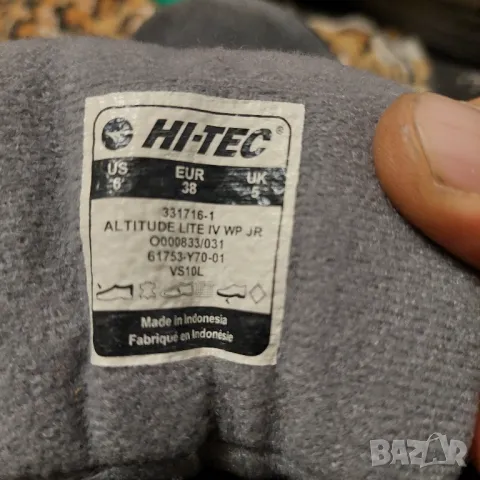 HI-TEC®
US EUR UK
6 38 5
331716-1
ALTITUDE LITE IV WP JR
O000833/031
61753-Y70-01
VS10L
Made in Indonesia
Fabriqué en Indonésie
BAZAR